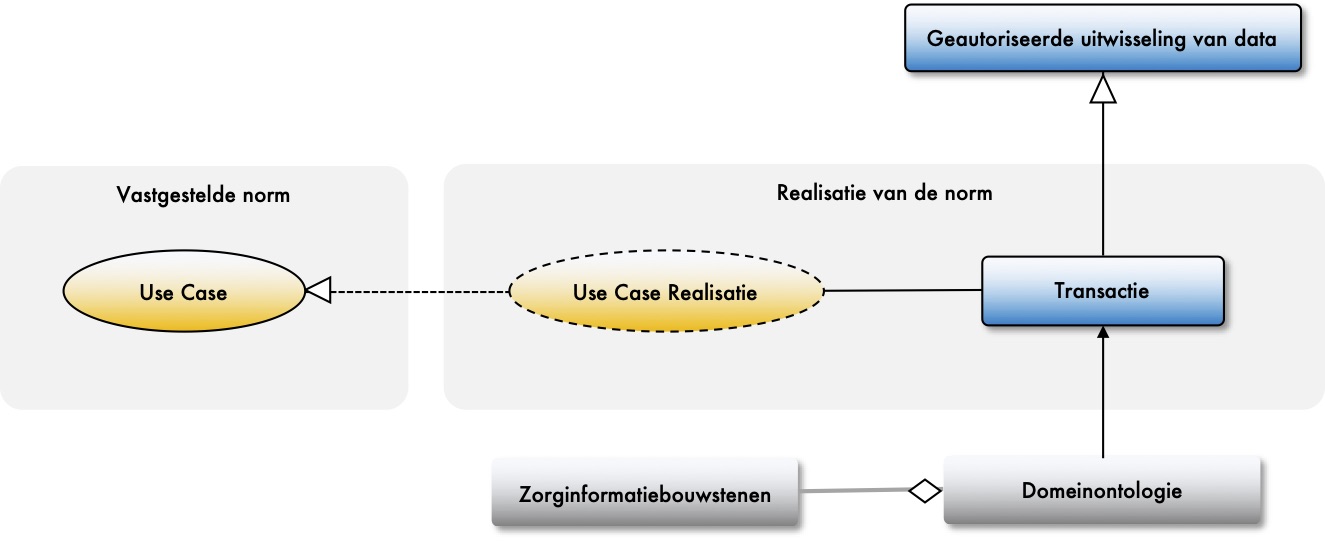 Geautoriseerde uitwisseling van data
Vastgestelde norm
Realisatie van de norm
Use Case
Use Case Realisatie
Transactie
Zorginformatiebouwstenen
Domeinontologie